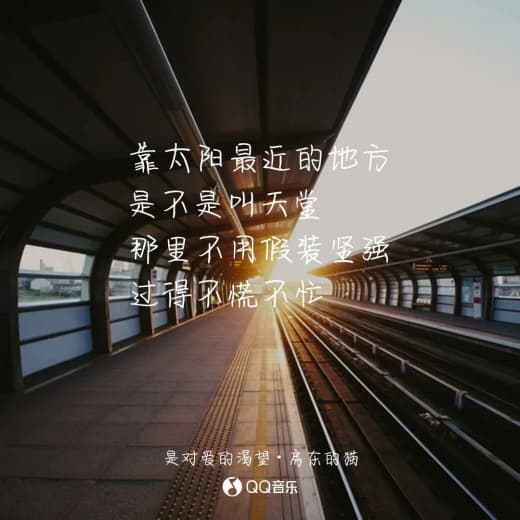 靠太阳最近的地方
是不是叫天堂
那里不用假装坚强
过得不慌不忙
是对爱的渴望·房东的猫
QQ音乐